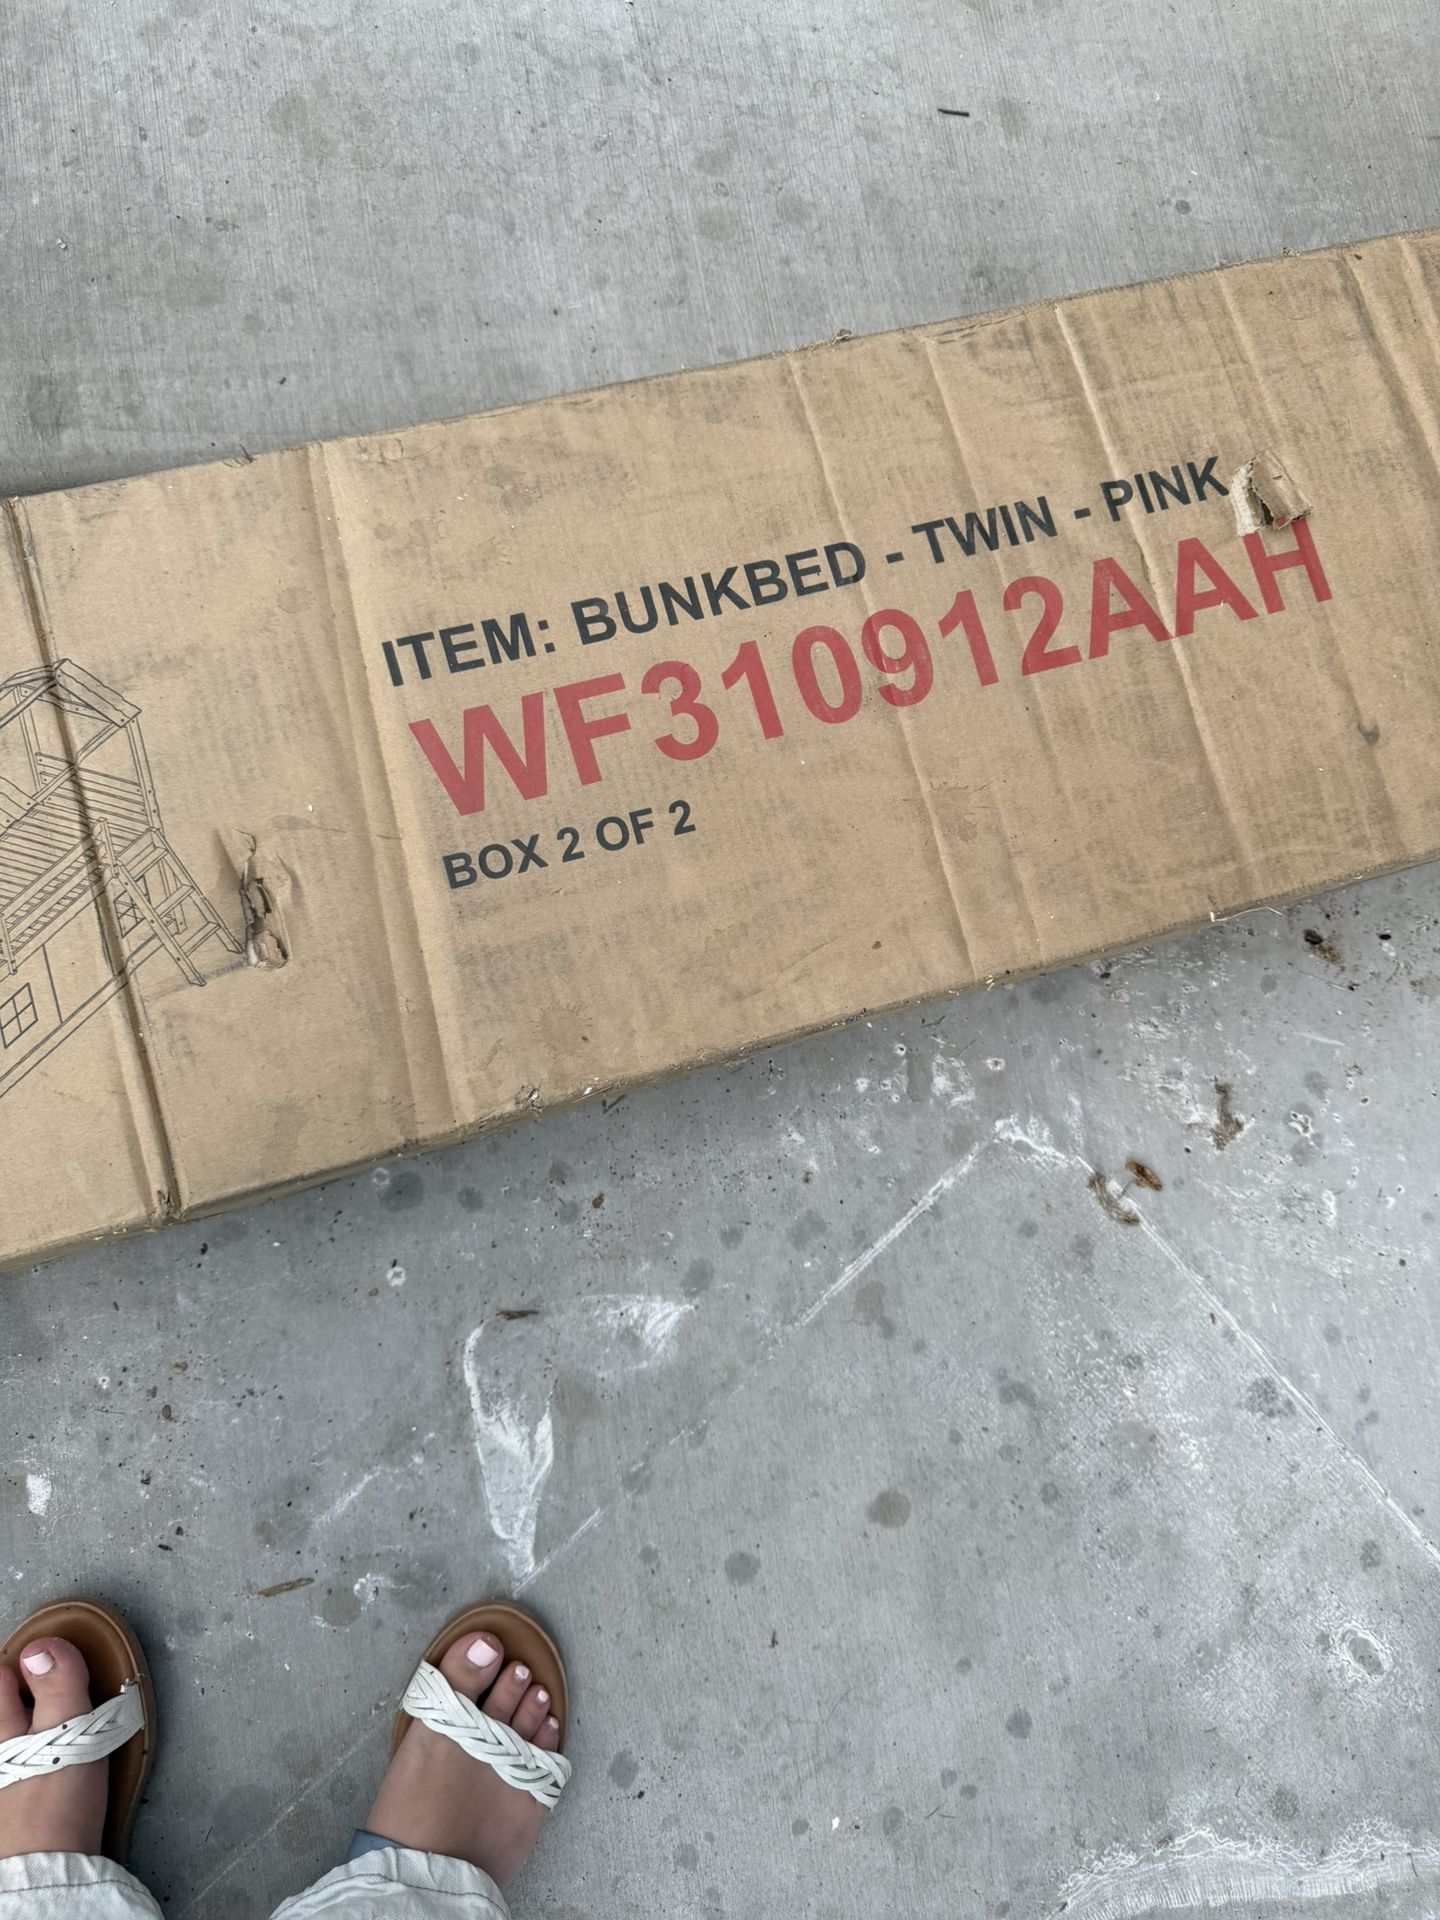 ITEM: BUNKBED - TWIN - PINK
WF310912AAH
BOX 2 OF 2